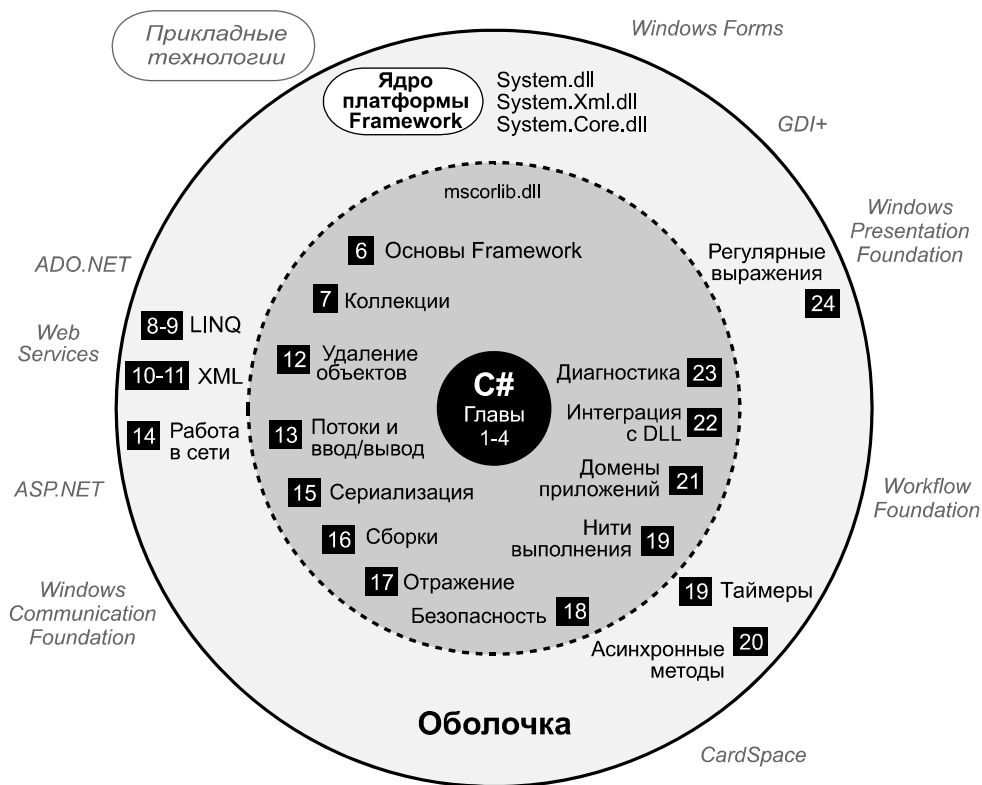 Прикладные
технологии
Windows Forms
Ядро
платформы
Framework
System.dll
System.Xml.dll
System.Core.dll
GDI+
mscorlib.dll
Windows
Presentation
Foundation
6 Основы Framework
Регулярные
выражения
24
ADO.NET
7 Коллекции
8-9 LINQ
Web
Services
12 Удаление
объектов
10-11 XML
C#
Главы
1-4
Диагностика 23
Интеграция
с DLL 22
14 Работа
в сети
13 Потоки и
ввод/вывод
Домены
приложений 21
ASP.NET
15 Сериализация
Workflow
Foundation
16 Сборки
Нити
выполнения 19
17 Отражение
19 Таймеры
Windows
Communication
Foundation
Безопасность 18
Асинхронные
методы 20
Оболочка
CardSpace